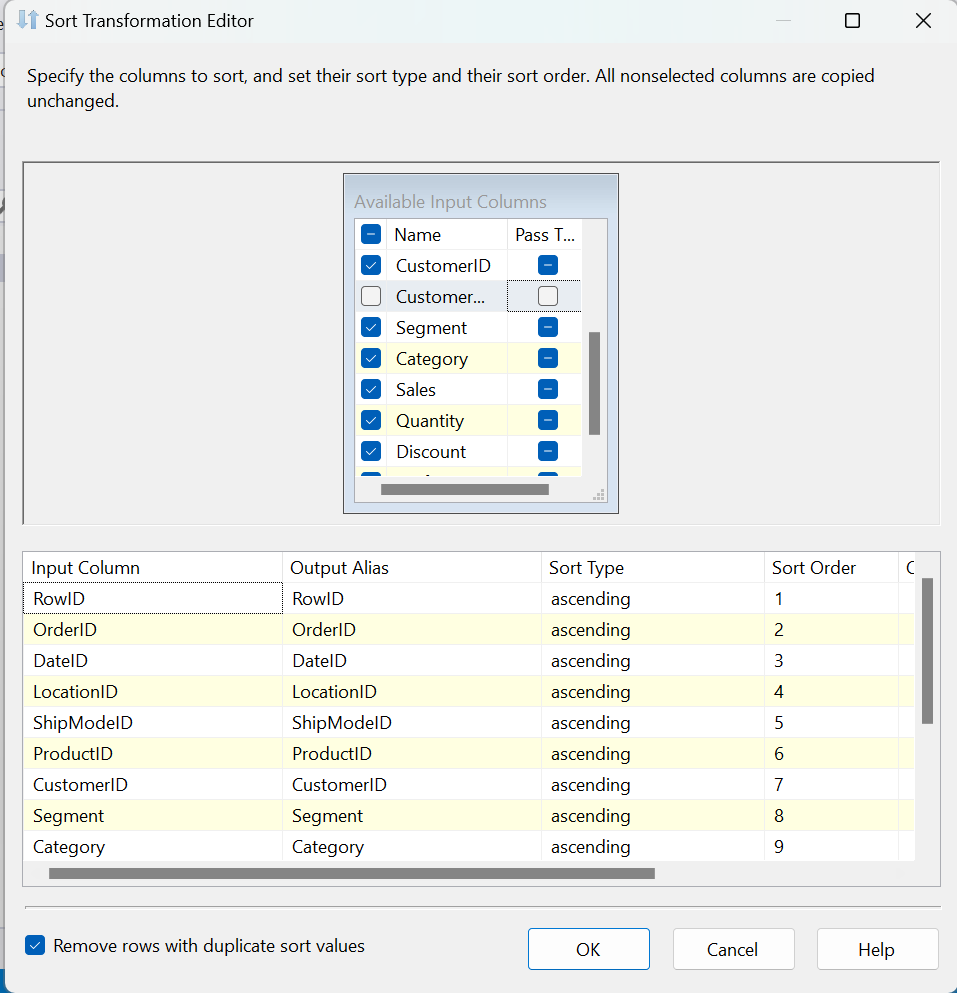 Sort Transformation Editor
Specify the columns to sort, and set their sort type and their sort order. All nonselected columns are copied
unchanged.
Available Input Columns
Name Pass T...
CustomerID
Customer...
Segment
Category
Sales
Quantity
Discount
Input Column Output Alias Sort Type Sort Order
RowID RowID ascending 1
OrderID OrderID ascending 2
DateID DateID ascending 3
LocationID LocationID ascending 4
ShipModeID ShipModeID ascending 5
ProductID ProductID ascending 6
CustomerID CustomerID ascending 7
Segment Segment ascending 8
Category Category ascending 9
Remove rows with duplicate sort values OK Cancel Help